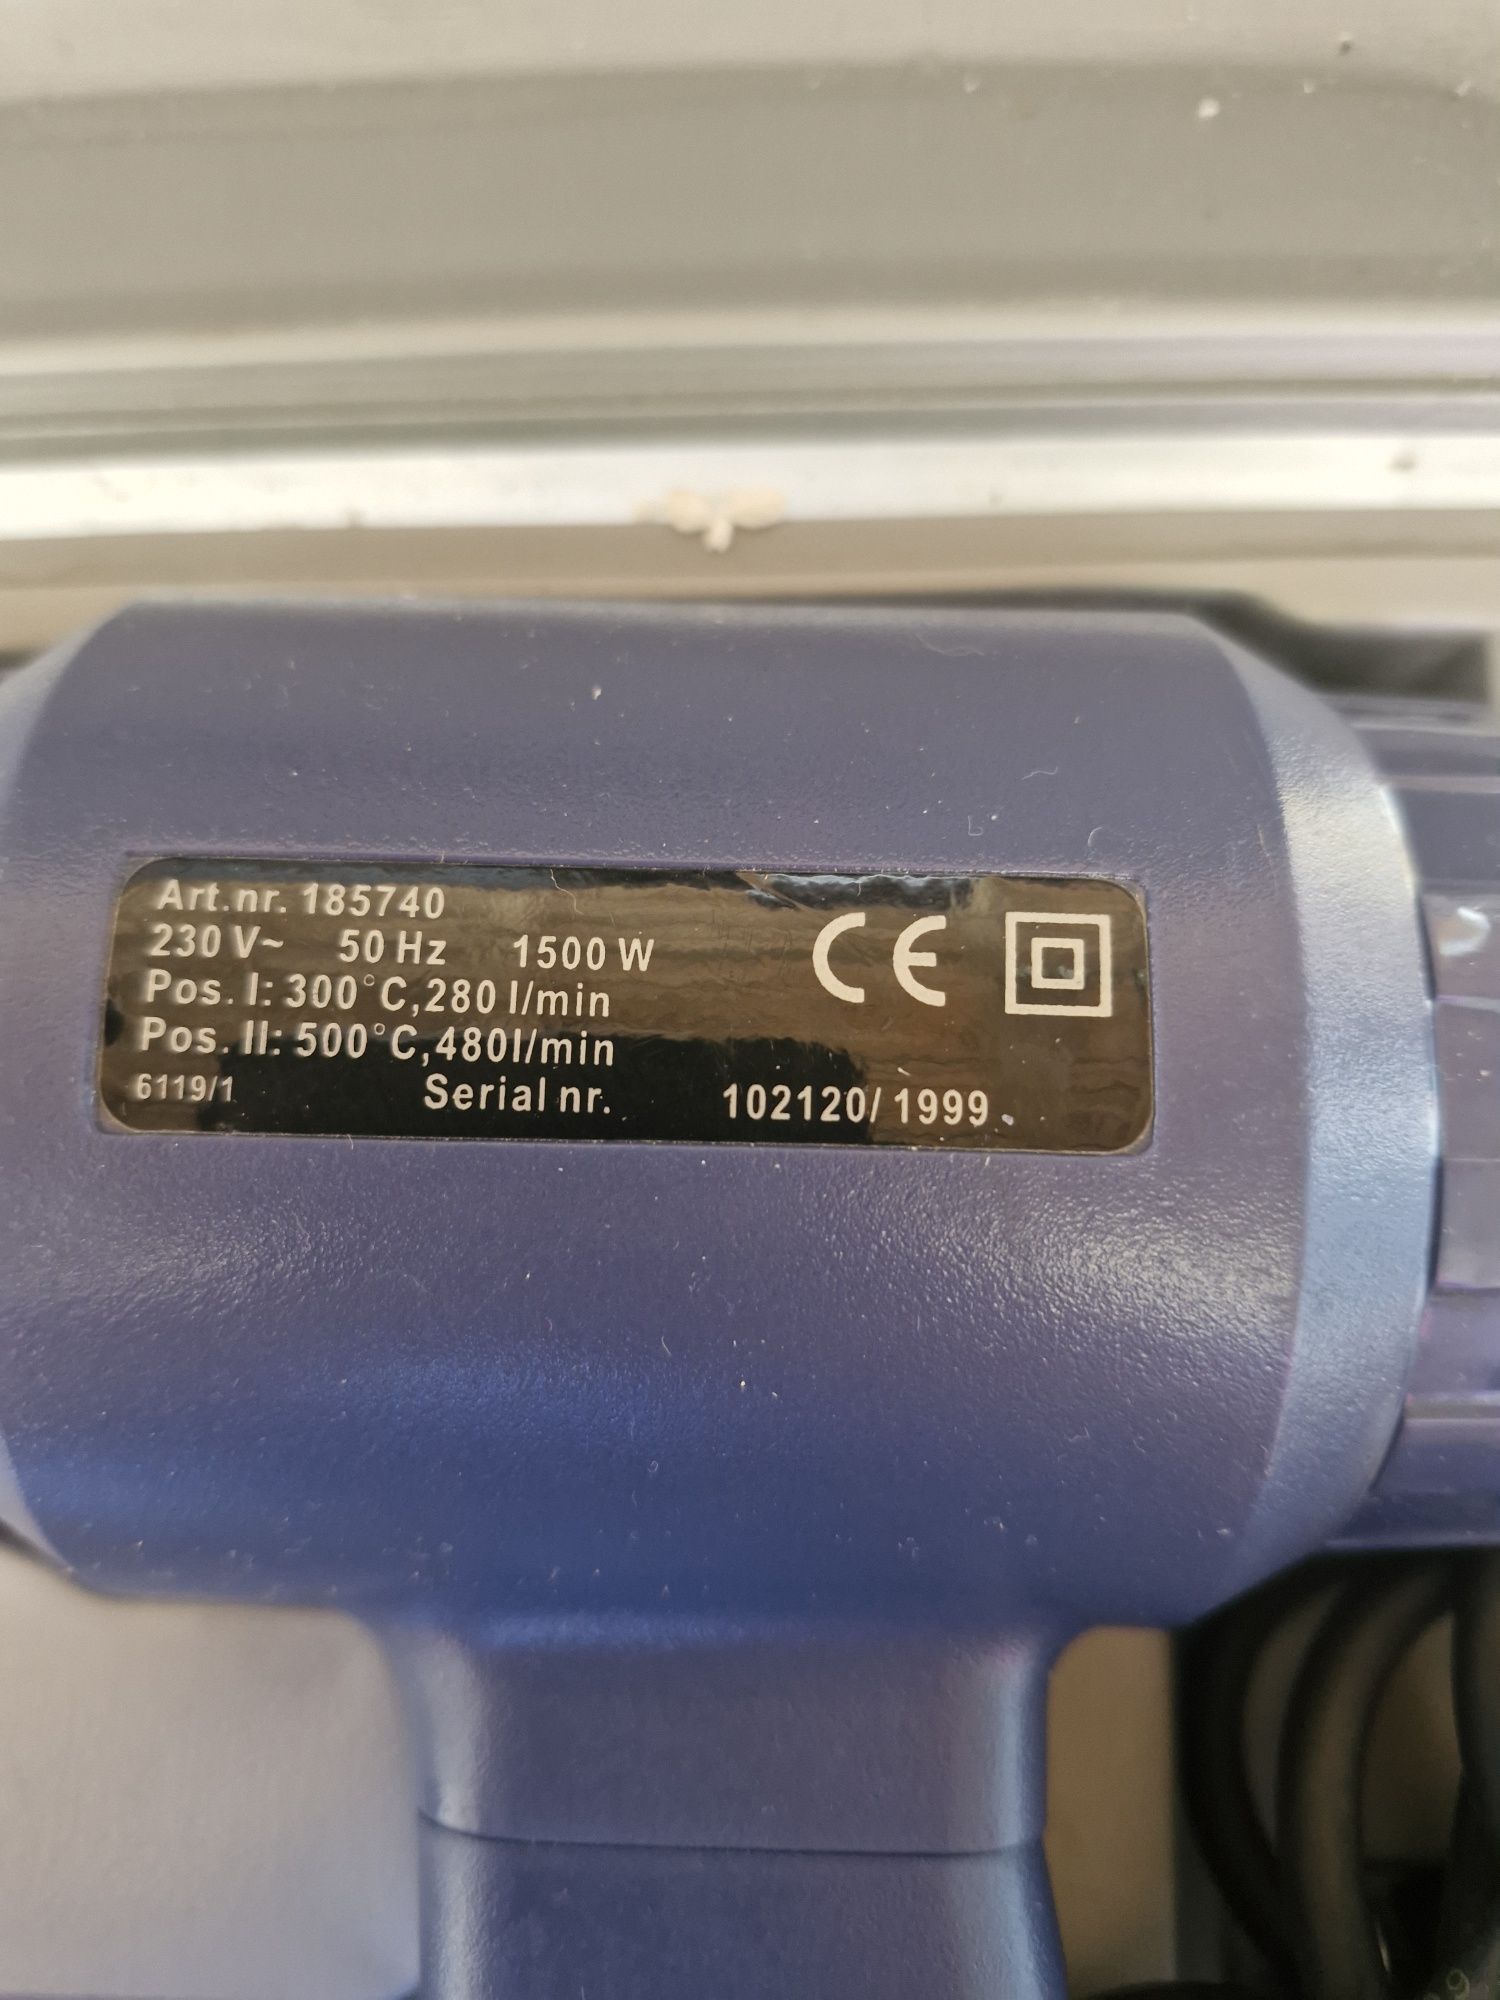 Art.nr. 185740
230 V~ 50 Hz 1500 W
Pos. I: 300°C,280 l/min
Pos. II: 500°C,480l/min
6119/1 Serial nr. 102120/1999
CE